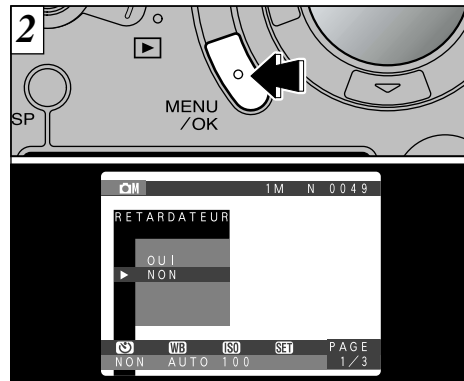 2
SP
MENU
/OK
M 1M N 0049
RETARDATEUR
OUI
NON
WB ISO SET PAGE
NON AUTO 100 1/3